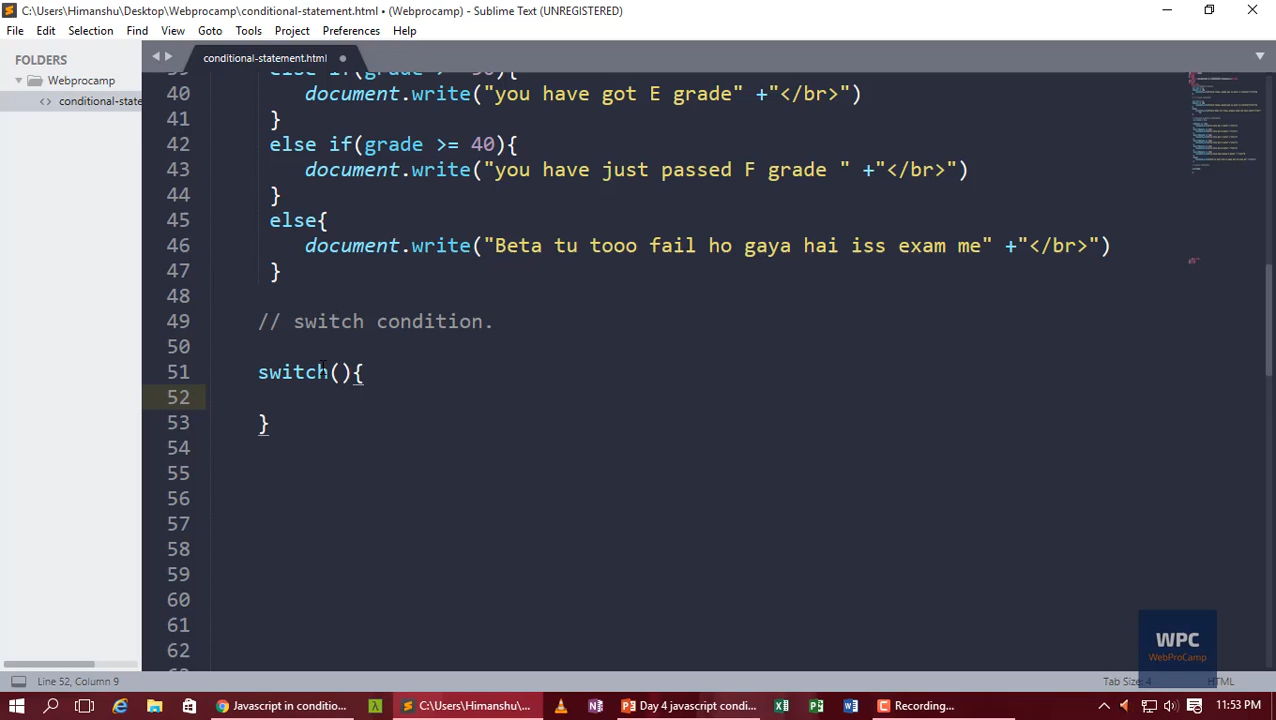 C:\Users\Himanshu\Desktop\Webprocamp\conditional-statement.html • (Webprocamp) - Sublime Text (UNREGISTERED)
File Edit Selection Find View Goto Tools Project Preferences Help
FOLDERS
Webprocamp
conditional-state
conditional-statement.html
40 document.write("you have got E grade" +"</br>")
41 }
42 else if(grade >= 40){
43 document.write("you have just passed F grade " +"</br>")
44 }
45 else{
46 document.write("Beta tu tooo fail ho gaya hai iss exam me" +"</br>")
47 }
48
49 // switch condition.
50
51 switch(){
52
53 }
54
55
56
57
58
59
60
61
62
WPC
WebProCamp
Line 52, Column 9
Tab Size: 4
HTML
Javascript in conditio...
C:\Users\Himanshu\...
Day 4 javascript condi...
Recording...
11:53 PM